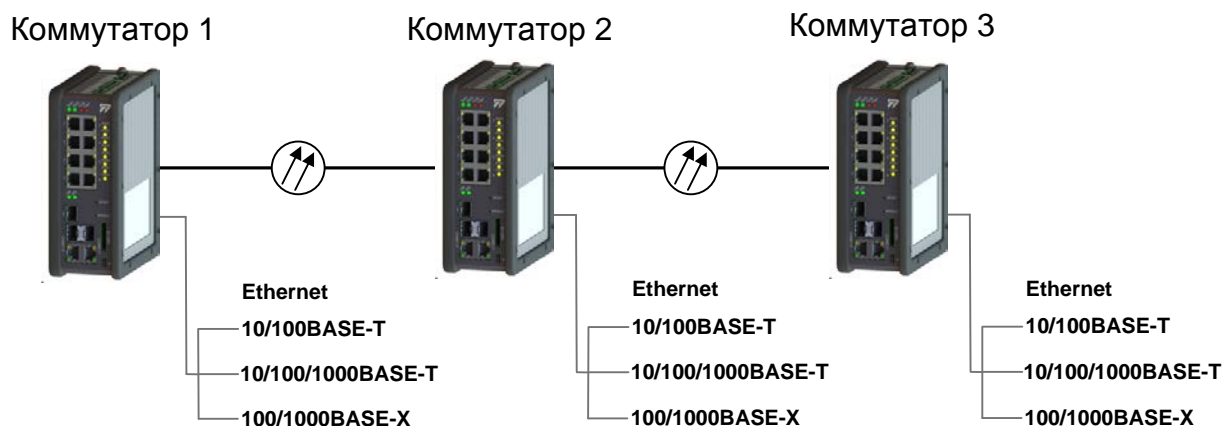 Коммутатор 1
Коммутатор 2
Коммутатор 3
Ethernet
10/100BASE-T
10/100/1000BASE-T
100/1000BASE-X
Ethernet
10/100BASE-T
10/100/1000BASE-T
100/1000BASE-X
Ethernet
10/100BASE-T
10/100/1000BASE-T
100/1000BASE-X